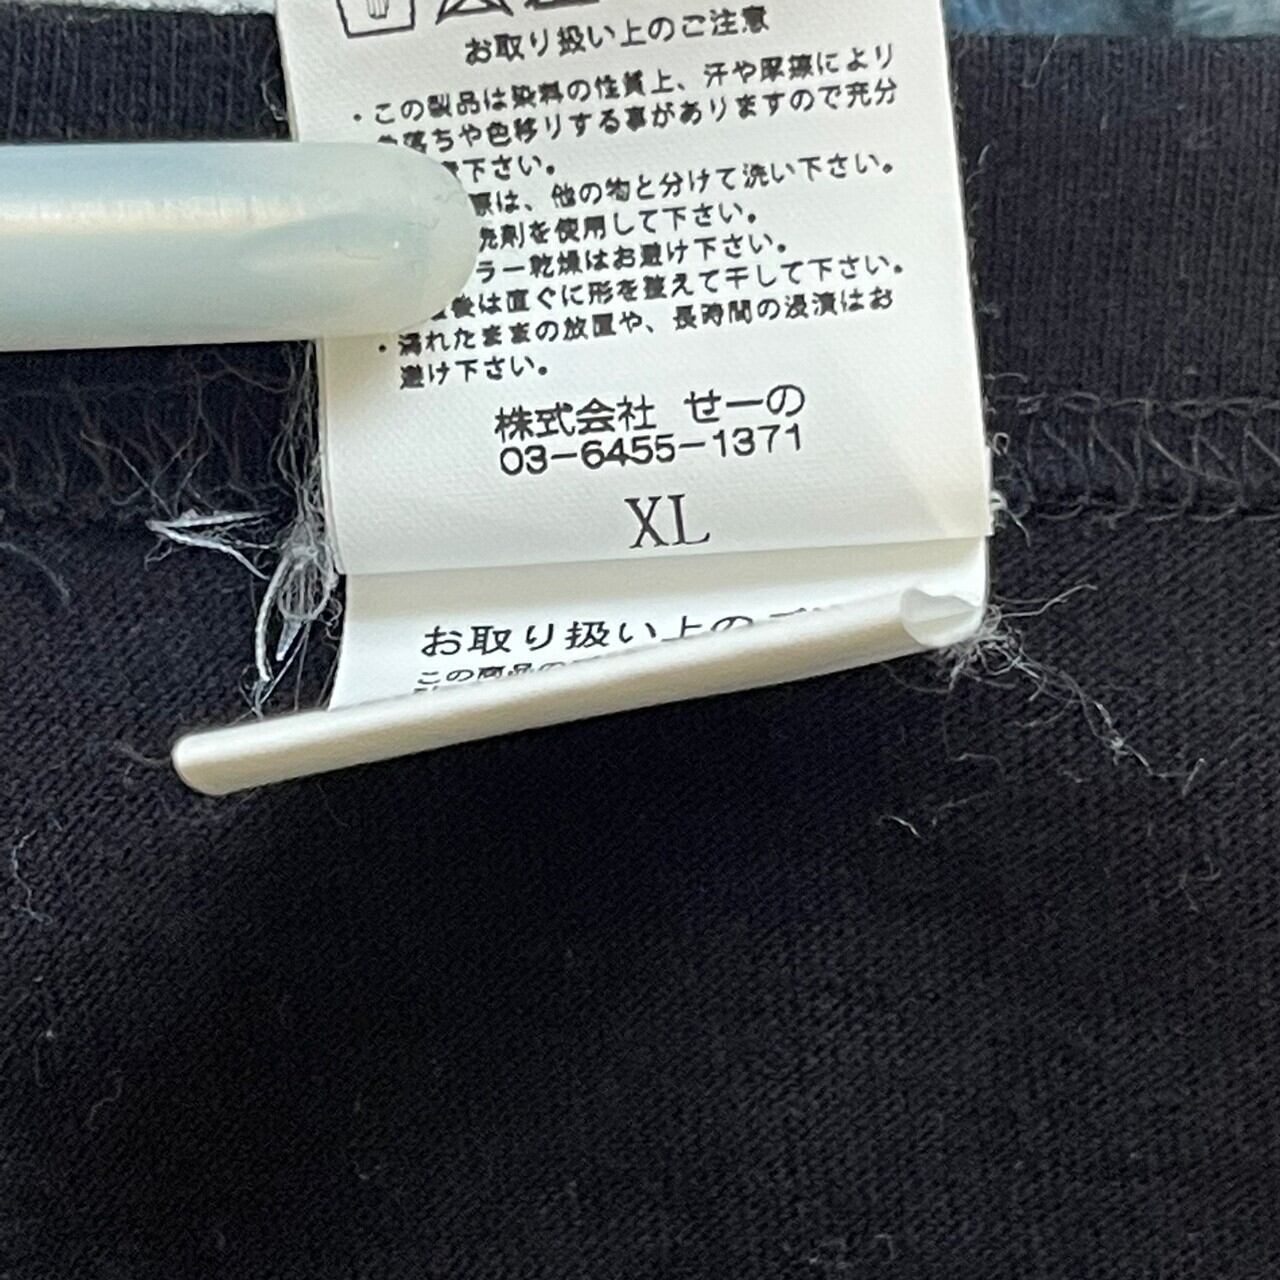 お取り扱い上のご注意
・この製品は染料の性質上、汗や摩擦により
落ちや色移りする事がありますので充分
下さい。
際は、他の物と分けて洗い下さい。
洗剤を使用して下さい。
ラー乾燥はお避け下さい。
後は直ぐに形を整えて干して下さい。
・濡れたままの放置や、長時間の浸漬はお
避け下さい。
株式会社 せーの
03-6455-1371
XL
お取り扱い上の
この商品の